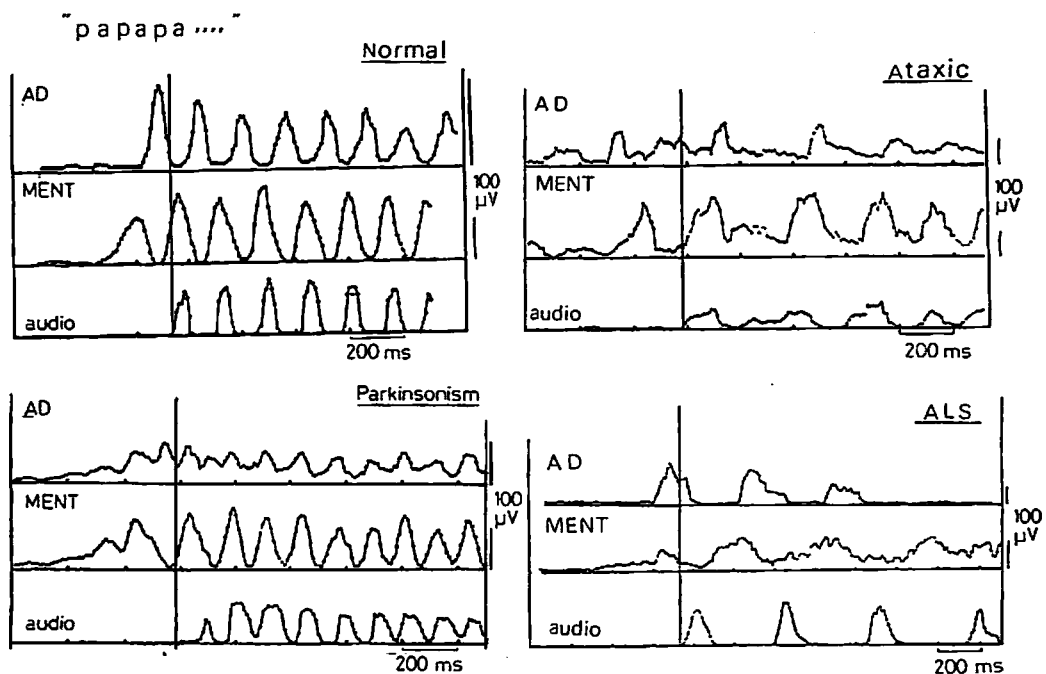 "papapa ...."
Normal
AD
MENT
audio
100
µV
200 ms
Ataxic
AD
MENT
audio
100
µV
200 ms
Parkinsonism
AD
MENT
audio
100
µV
200 ms
ALS
AD
MENT
audio
100
µV
200 ms